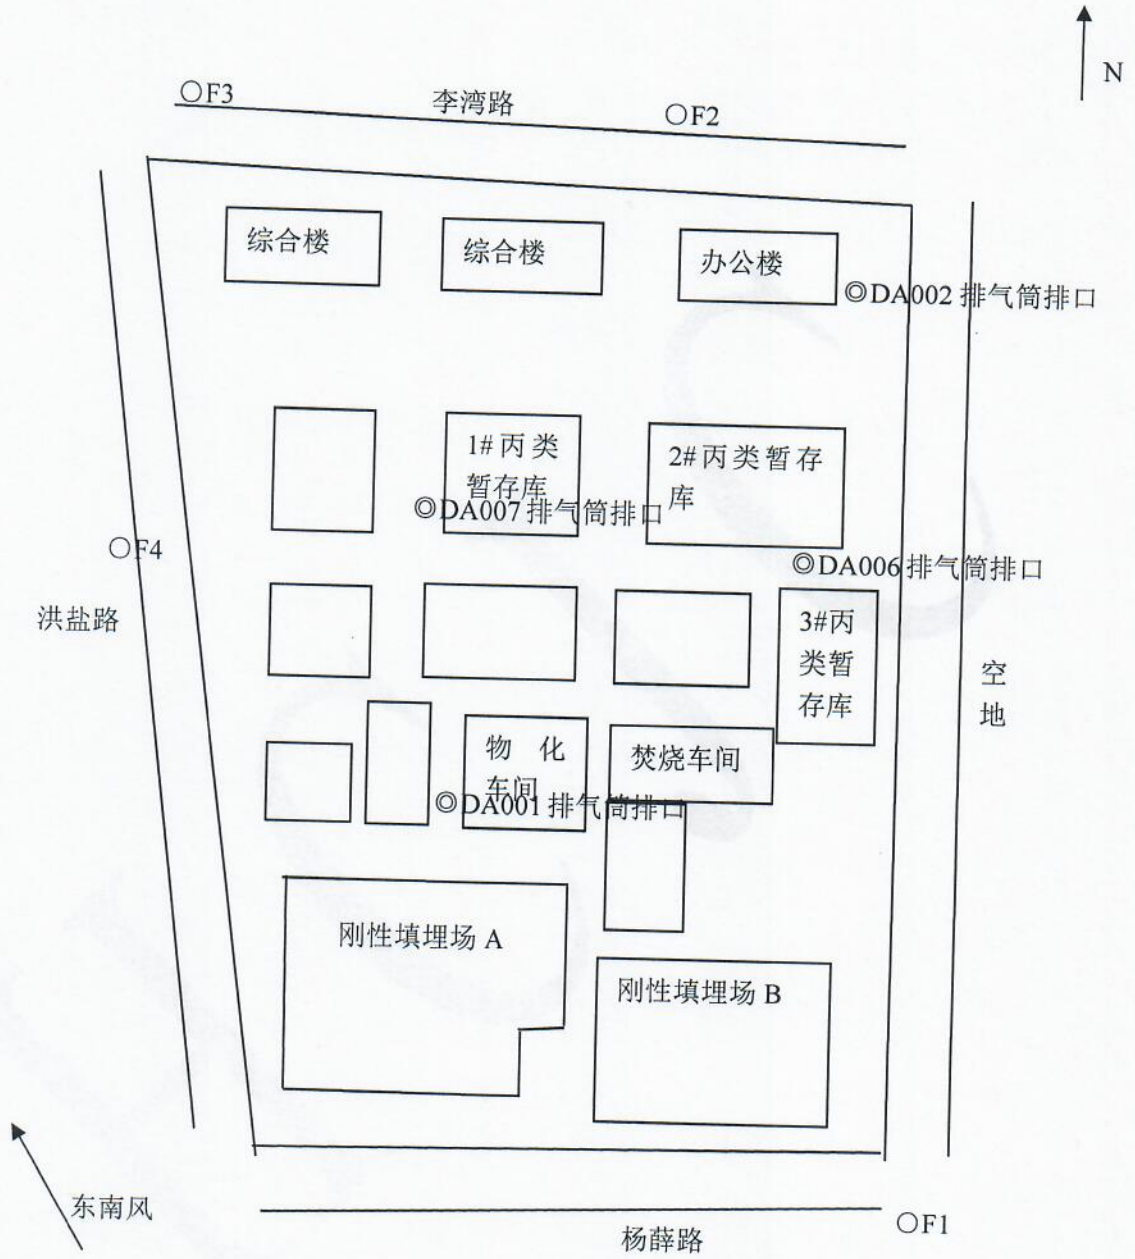 N
○F3
李湾路
○F2
综合楼
综合楼
办公楼
◎DA002 排气筒排口
1# 丙 类
暂存库
2# 丙 类 暂 存
库
◎DA007 排气筒排口
○F4
◎DA006 排气筒排口
洪盐路
3#丙
类暂
存库
空
地
物 化
车间
焚烧车间
◎DA001 排气筒排口
刚性填埋场 A
刚性填埋场 B
东南风
杨薛路
○F1